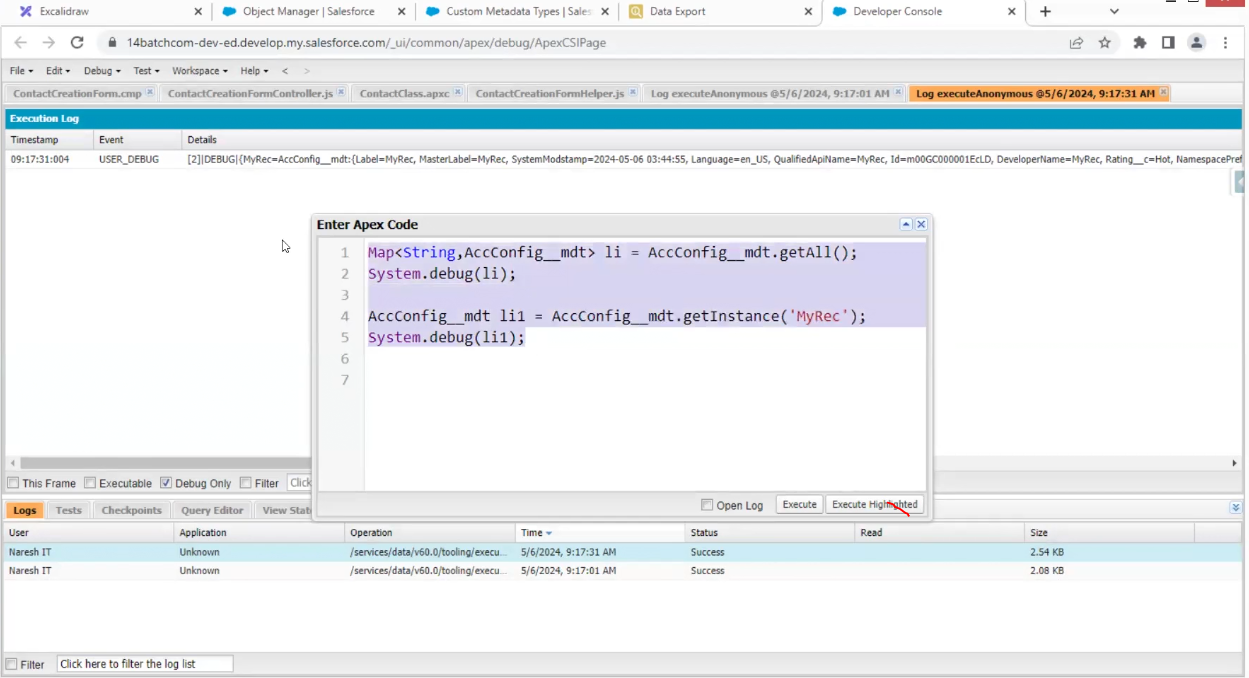 Excalidraw
Object Manager | Salesforce
Custom Metadata Types | Sales
Data Export
Developer Console
14batchcom-dev-ed.develop.my.salesforce.com/_ui/common/apex/debug/ApexCSIPage
File Edit Debug Test Workspace Help < >
ContactCreationForm.cmp ContactCreationFormController.js ContactClass.apxc ContactCreationFormHelper.js Log executeAnonymous @5/6/2024, 9:17:01 AM Log executeAnonymous @5/6/2024, 9:17:31 AM
Execution Log
Timestamp Event Details
09:17:31:004 USER_DEBUG [2]|DEBUG|{MyRec=AccConfig__mdt:{Label=MyRec, MasterLabel=MyRec, SystemModstamp=2024-05-06 03:44:55, Language=en_US, QualifiedApiName=MyRec, Id=m00GC000001EcLD, DeveloperName=MyRec, Rating__c=Hot, NamespacePref
Enter Apex Code
1 Map<String,AccConfig__mdt> li = AccConfig__mdt.getAll();
2 System.debug(li);
3
4 AccConfig__mdt li1 = AccConfig__mdt.getInstance('MyRec');
5 System.debug(li1);
6
7
This Frame Executable Debug Only Filter Click
Open Log Execute Execute Highlighted
Logs Tests Checkpoints Query Editor View Stat
User Application Operation Time Status Read Size
Naresh IT Unknown /services/data/v60.0/tooling/execu... 5/6/2024, 9:17:31 AM Success 2.54 KB
Naresh IT Unknown /services/data/v60.0/tooling/execu... 5/6/2024, 9:17:01 AM Success 2.08 KB
Filter Click here to filter the log list